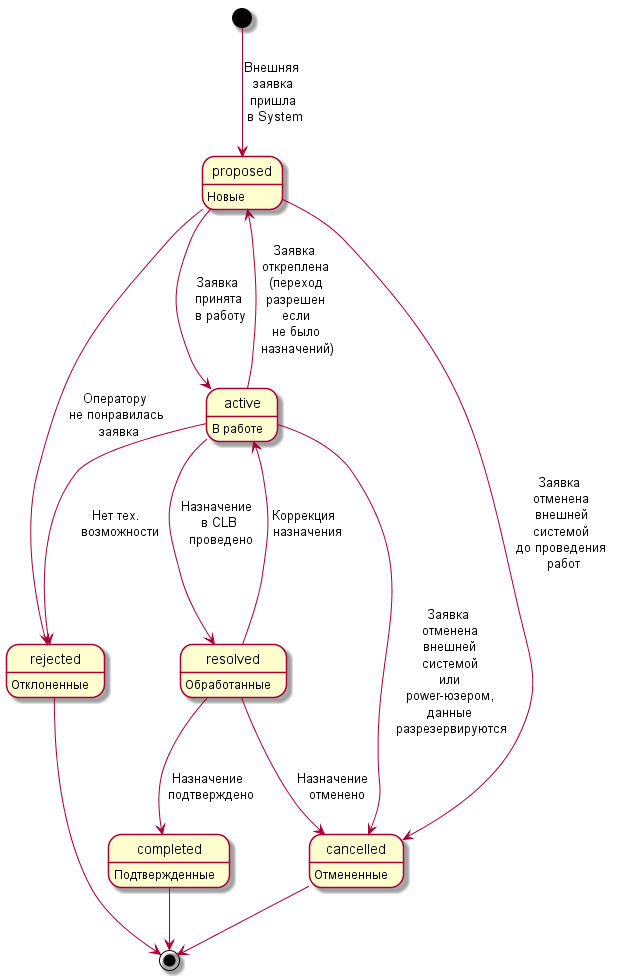 Внешняя
заявка
пришла
в System
proposed
Новые
Заявка
принята
в работу
Заявка
откреплена
(переход
разрешен
если
не было
назначений)
active
В работе
Оператору
не понравилась
заявка
Нет тех.
возможности
Назначение
в CLB
проведено
Коррекция
назначения
Заявка
отменена
внешней
системой
до проведения
работ
Заявка
отменена
внешней
системой
или
power-юзером,
данные
разрезервируются
rejected
Отклоненные
resolved
Обработанные
Назначение
подтверждено
Назначение
отменено
completed
Подтвержденные
cancelled
Отмененные